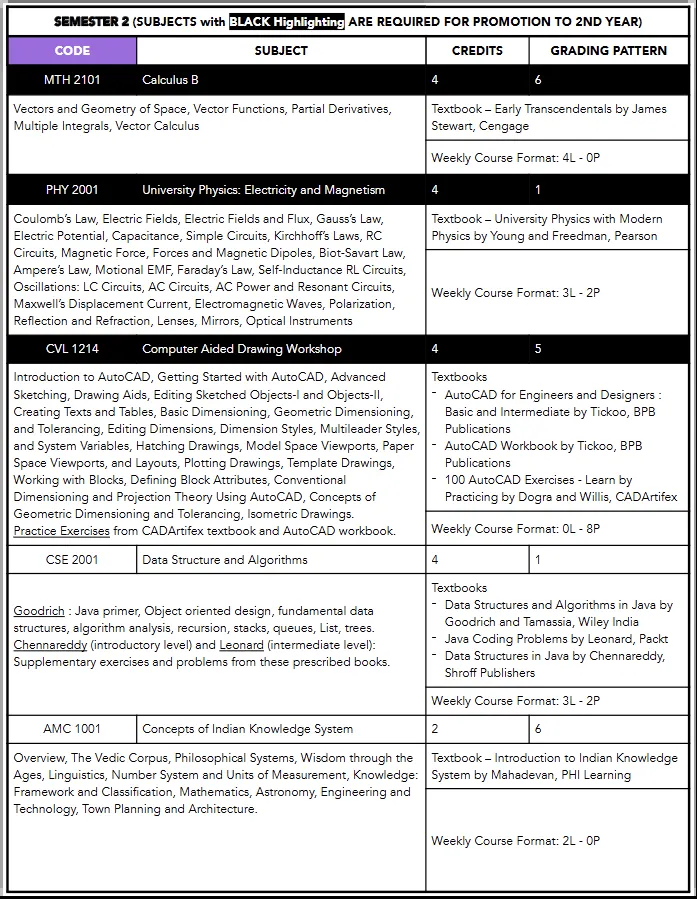 SEMESTER 2 (SUBJECTS with BLACK Highlighting ARE REQUIRED FOR PROMOTION TO 2ND YEAR)
CODE SUBJECT CREDITS GRADING PATTERN
MTH 2101 Calculus B 4 6
Vectors and Geometry of Space, Vector Functions, Partial Derivatives,
Multiple Integrals, Vector Calculus
Textbook – Early Transcendentals by James
Stewart, Cengage
Weekly Course Format: 4L - 0P
PHY 2001 University Physics: Electricity and Magnetism 4 1
Coulomb's Law, Electric Fields, Electric Fields and Flux, Gauss's Law,
Electric Potential, Capacitance, Simple Circuits, Kirchhoff's Laws, RC
Circuits, Magnetic Force, Forces and Magnetic Dipoles, Biot-Savart Law,
Ampere's Law, Motional EMF, Faraday's Law, Self-Inductance RL Circuits,
Oscillations: LC Circuits, AC Circuits, AC Power and Resonant Circuits,
Maxwell's Displacement Current, Electromagnetic Waves, Polarization,
Reflection and Refraction, Lenses, Mirrors, Optical Instruments
Textbook – University Physics with Modern
Physics by Young and Freedman, Pearson
Weekly Course Format: 3L - 2P
CVL 1214 Computer Aided Drawing Workshop 4 5
Introduction to AutoCAD, Getting Started with AutoCAD, Advanced
Sketching, Drawing Aids, Editing Sketched Objects-I and Objects-II,
Creating Texts and Tables, Basic Dimensioning, Geometric Dimensioning,
and Tolerancing, Editing Dimensions, Dimension Styles, Multileader Styles,
and System Variables, Hatching Drawings, Model Space Viewports, Paper
Space Viewports, and Layouts, Plotting Drawings, Template Drawings,
Working with Blocks, Defining Block Attributes, Conventional
Dimensioning and Projection Theory Using AutoCAD, Concepts of
Geometric Dimensioning and Tolerancing, Isometric Drawings.
Practice Exercises from CADArtifex textbook and AutoCAD workbook.
Textbooks
- AutoCAD for Engineers and Designers :
Basic and Intermediate by Tickoo, BPB
Publications
- AutoCAD Workbook by Tickoo, BPB
Publications
- 100 AutoCAD Exercises - Learn by
Practicing by Dogra and Willis, CADArtifex
Weekly Course Format: 0L - 8P
CSE 2001 Data Structure and Algorithms 4 1
Goodrich : Java primer, Object oriented design, fundamental data
structures, algorithm analysis, recursion, stacks, queues, List, trees.
Chennareddy (introductory level) and Leonard (intermediate level):
Supplementary exercises and problems from these prescribed books.
Textbooks
- Data Structures and Algorithms in Java by
Goodrich and Tamassia, Wiley India
- Java Coding Problems by Leonard, Packt
- Data Structures in Java by Chennareddy,
Shroff Publishers
Weekly Course Format: 3L - 2P
AMC 1001 Concepts of Indian Knowledge System 2 6
Overview, The Vedic Corpus, Philosophical Systems, Wisdom through the
Ages, Linguistics, Number System and Units of Measurement, Knowledge:
Framework and Classification, Mathematics, Astronomy, Engineering and
Technology, Town Planning and Architecture.
Textbook – Introduction to Indian Knowledge
System by Mahadevan, PHI Learning
Weekly Course Format: 2L - 0P